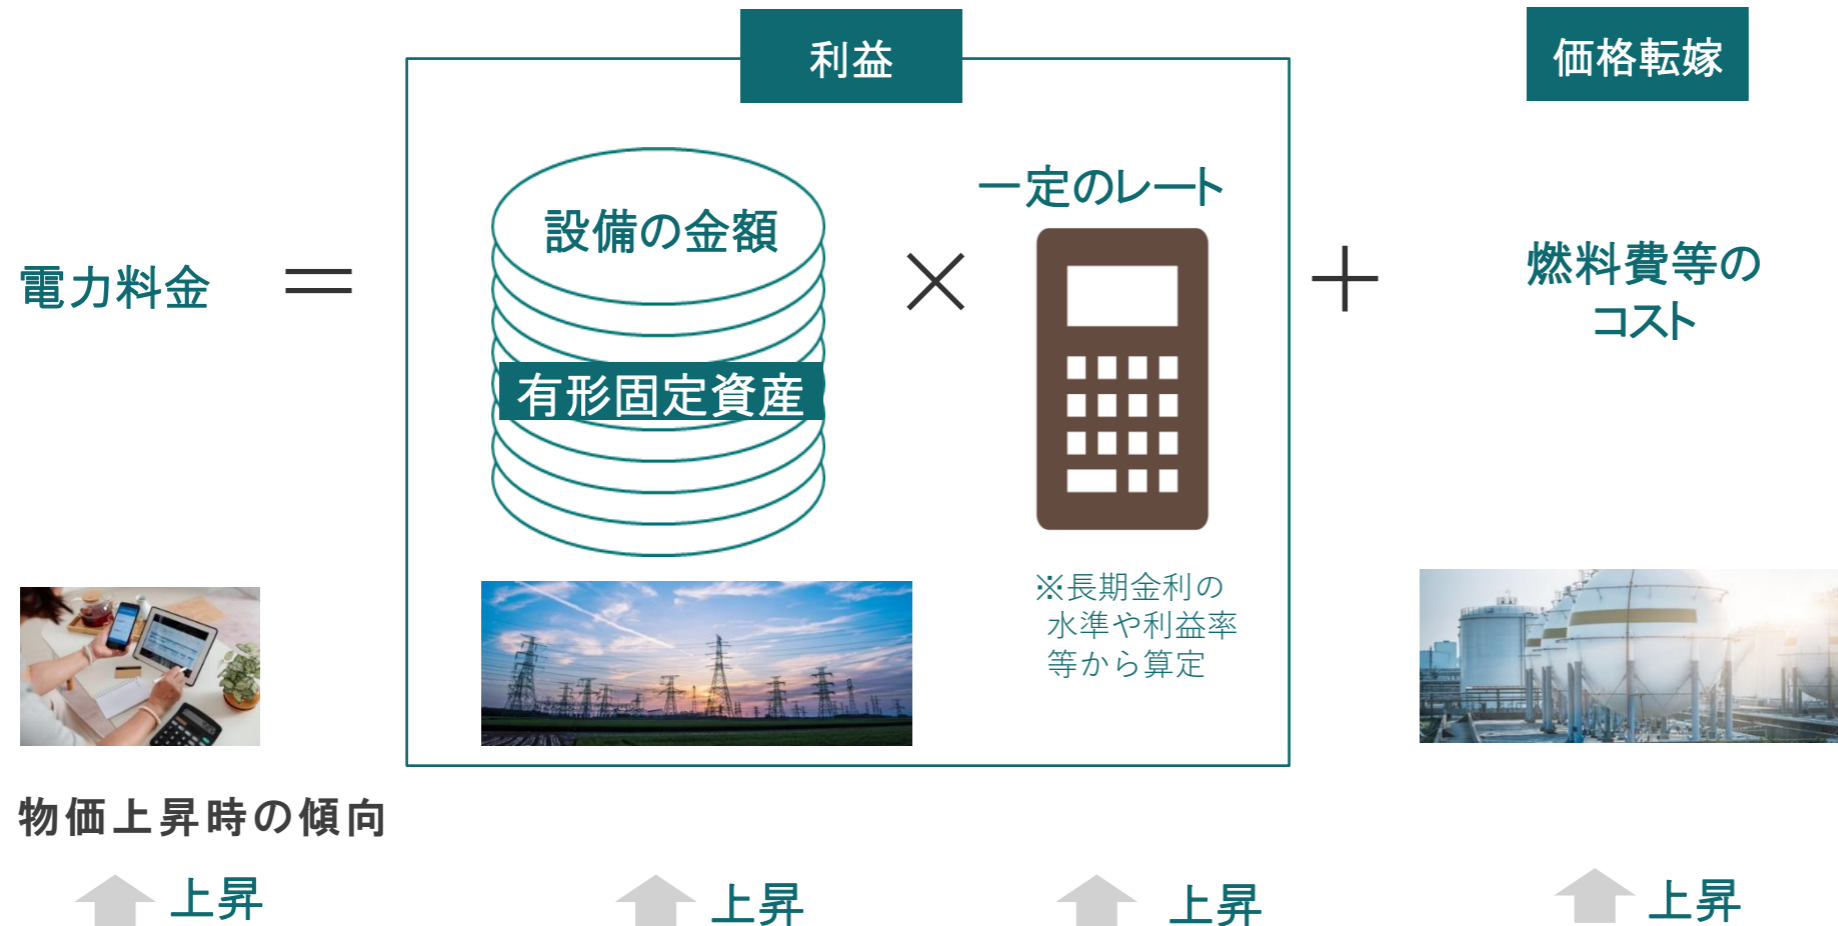 利益
価格転嫁
電力料金
＝
設備の金額
有形固定資産
×
一定のレート
※長期金利の
水準や利益率
等から算定
＋
燃料費等の
コスト
物価上昇時の傾向
上昇
上昇
上昇
上昇